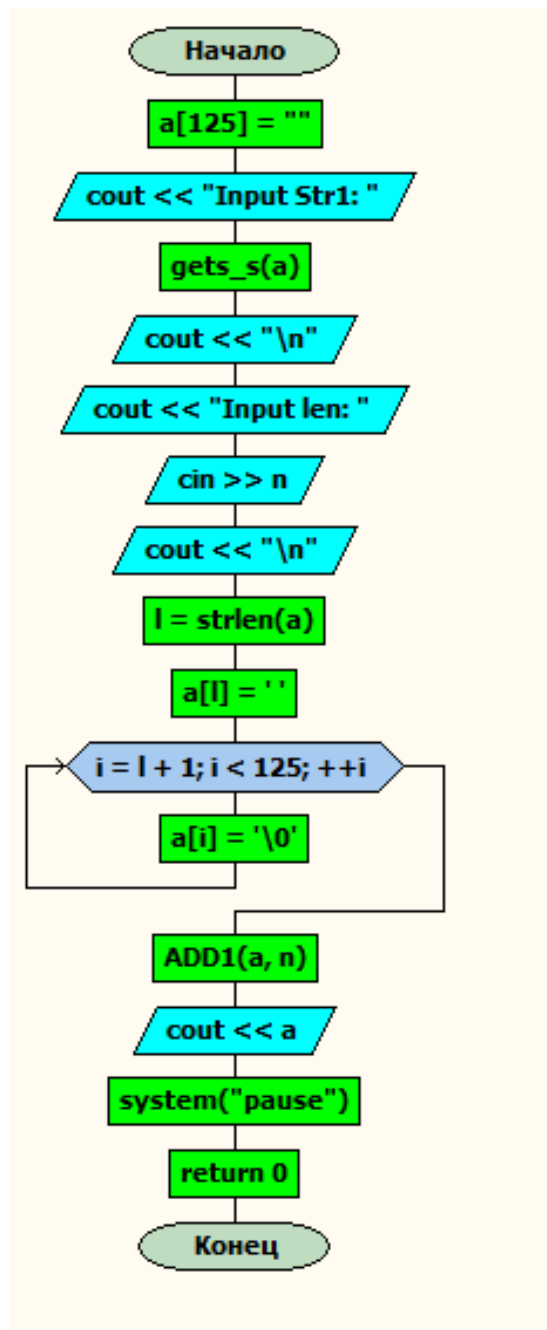 Начало
a[125] = ""
cout << "Input Str1: "
gets_s(a)
cout << "\n"
cout << "Input len: "
cin >> n
cout << "\n"
l = strlen(a)
a[l] = ' '
i = l + 1; i < 125; ++i
a[i] = '\0'
ADD1(a, n)
cout << a
system("pause")
return 0
Конец